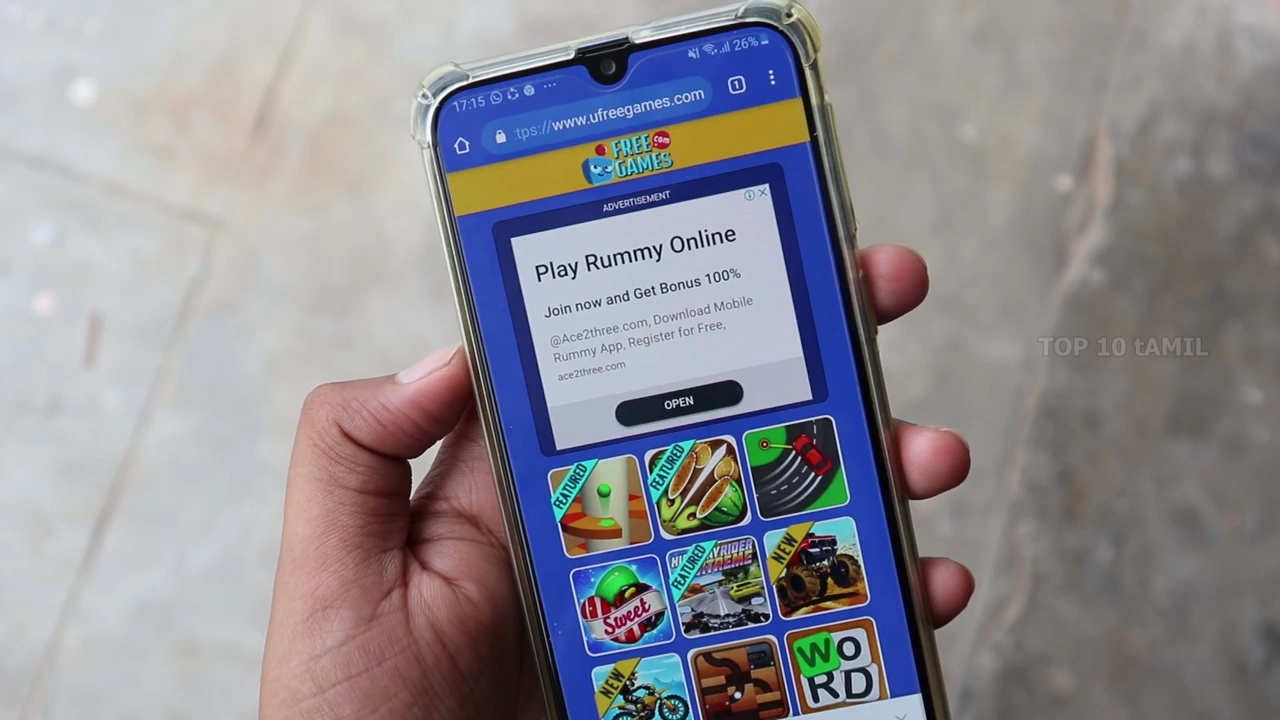 17:15
26%
1
tps://www.ufreegames.com
FREE
.com
GAMES
ADVERTISEMENT
Play Rummy Online
Join now and Get Bonus 100%
@Ace2three.com, Download Mobile
Rummy App, Register for Free,
ace2three.com
OPEN
TOP 10 tAMIL
FEATURED
FEATURED
Sweet
FEATURED
NEW
NEW
WORD